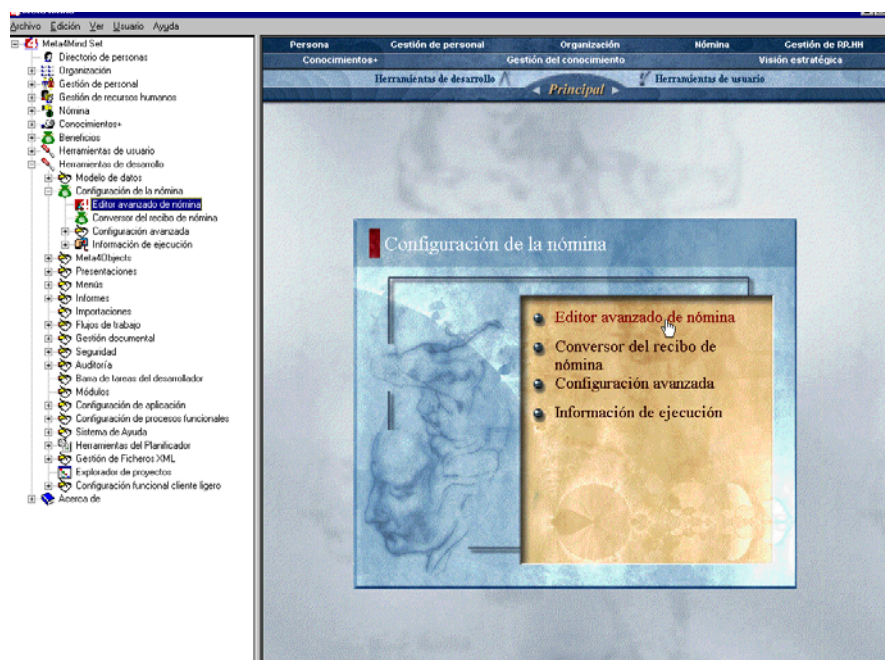 Archivo Edición Ver Usuario Ayuda
Meta4Mind Set
Directorio de personas
Organización
Gestión de personal
Gestión de recursos humanos
Nómina
Conocimientos+
Beneficios
Herramientas de usuario
Herramientas de desarrollo
Modelo de datos
Configuración de la nómina
Editor avanzado de nómina
Conversor del recibo de nómina
Configuración avanzada
Información de ejecución
Meta4Objects
Presentaciones
Menús
Informes
Importaciones
Flujos de trabajo
Gestión documental
Seguridad
Auditoría
Barra de tareas del desarrollador
Módulos
Configuración de aplicación
Configuración de procesos funcionales
Sistema de Ayuda
Herramientas del Planificador
Gestión de Ficheros XML
Explorador de proyectos
Configuración funcional cliente ligero
Acerca de
Persona Gestión de personal Organización Nómina Gestión de RR.HH
Conocimientos+ Gestión del conocimiento Visión estratégica
Herramientas de desarrollo Herramientas de usuario
Principal
Configuración de la nómina
Editor avanzado de nómina
Conversor del recibo de
nómina
Configuración avanzada
Información de ejecución